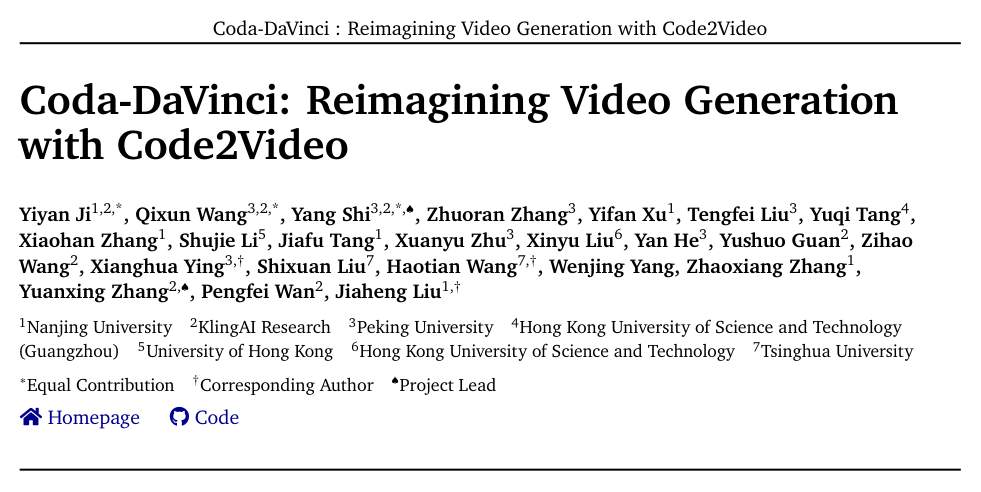 Coda-DaVinci : Reimagining Video Generation with Code2Video
Coda-DaVinci: Reimagining Video Generation
with Code2Video
Yiyan Ji1,2,*, Qixun Wang3,2,*, Yang Shi3,2,*,♠, Zhuoran Zhang3, Yifan Xu1, Tengfei Liu3, Yuqi Tang4,
Xiaohan Zhang1, Shujie Li5, Jiafu Tang1, Xuanyu Zhu3, Xinyu Liu6, Yan He3, Yushuo Guan2, Zihao
Wang2, Xianghua Ying3,†, Shixuan Liu7, Haotian Wang7,†, Wenjing Yang, Zhaoxiang Zhang1,
Yuanxing Zhang2,♠, Pengfei Wan2, Jiaheng Liu1,†
1Nanjing University 2KlingAI Research 3Peking University 4Hong Kong University of Science and Technology
(Guangzhou) 5University of Hong Kong 6Hong Kong University of Science and Technology 7Tsinghua University
*Equal Contribution †Corresponding Author ♠Project Lead
Homepage Code